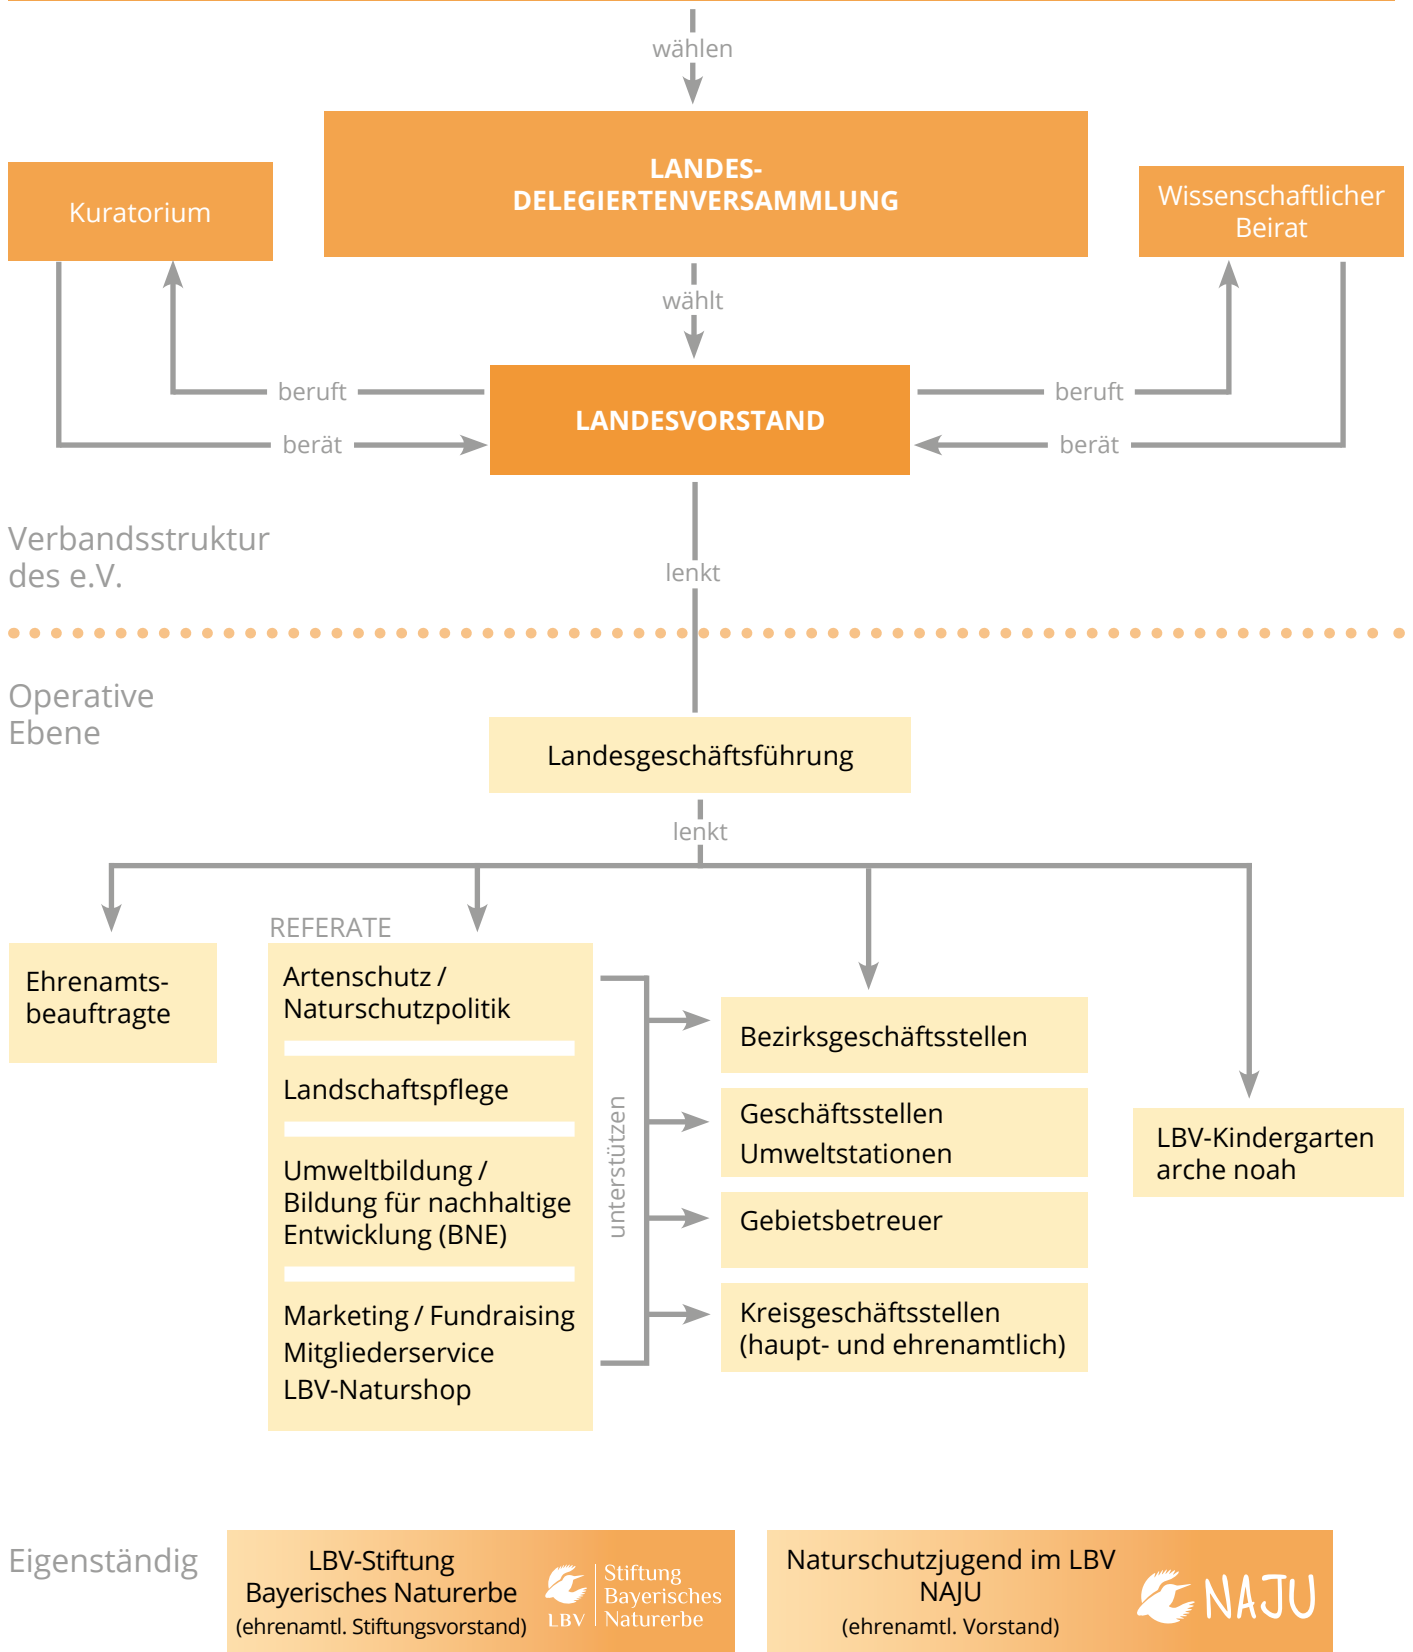 wählen
LANDES-
DELEGIERTENVERSAMMLUNG
Kuratorium
Wissenschaftlicher
Beirat
wählt
beruft
beruft
LANDESVORSTAND
berät
berät
Verbandsstruktur
des e.V.
lenkt
Operative
Ebene
Landesgeschäftsführung
lenkt
REFERATE
Ehrenamts-
beauftragte
Artenschutz /
Naturschutzpolitik
Landschaftspflege
Umweltbildung /
Bildung für nachhaltige
Entwicklung (BNE)
Marketing / Fundraising
Mitgliederservice
LBV-Naturshop
unterstützen
Bezirksgeschäftsstellen
Geschäftsstellen
Umweltstationen
Gebietsbetreuer
Kreisgeschäftsstellen
(haupt- und ehrenamtlich)
LBV-Kindergarten
arche noah
Eigenständig
LBV-Stiftung
Bayerisches Naturerbe
(ehrenamtl. Stiftungsvorstand)
LBV
Stiftung
Bayerisches
Naturerbe
Naturschutzjugend im LBV
NAJU
(ehrenamtl. Vorstand)
NAJU